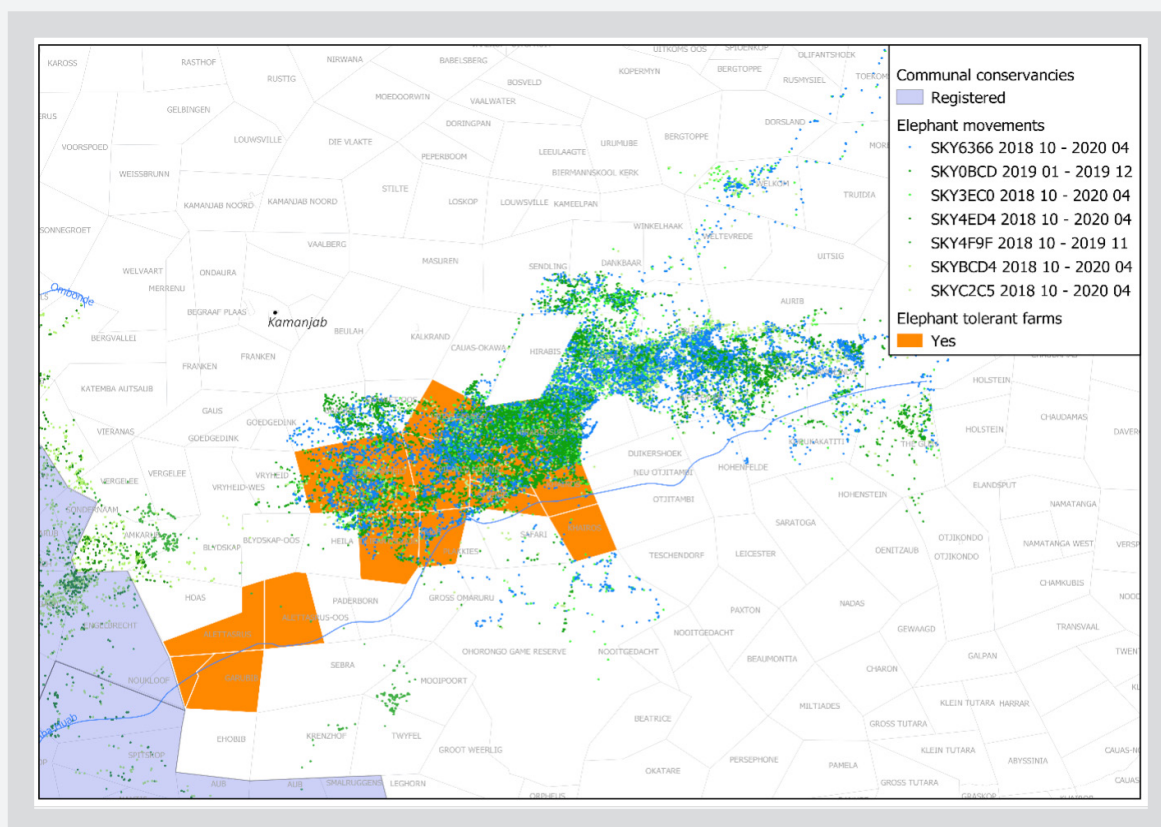 UITKOMS OOS
OLIFANTSHOEK
KAROSS
RASTHOF
NIRWANA
BABELSBERG
KOPERMYN
BERGTOPPE
RUSMYSIEL
RUSTIG
BOSVELD
MOEDOORWIN
VAALWATER
GELBINGEN
DORINGPAN
DORSLAND
VOORSPOED
LOUWSVILLE
DIE VLAKTE
URUMUBE
BERGTOPPE
PEPERBOOM
LEEULAAGTE
WEISSBRUNN
BIERMANNSKOOL KERK
STILTE
WELKOM
TRUIDIA
KAMANJAB NOORD
KAMANJAB NOORD
LOSKOP
LOUWSVILLE
KAMEELPAN
SONNEGROET
WINKELHAAK
WELTEVREDE
VAALBERG
UITSIG
MASUREN
SENDLING
DANKBAAR
WELVAART
ONDAURA
MERRENU
Ombonde
AURIB
BEGRAAF PLAAS
Kamanjab
BEULAH
KALKRAND
BERGVALLEI
CAUAS-OKAWA
HIRABIS
FRANKEN
FRANKEN
KATEMBA AUTSAUB
HOLSTEIN
GAUS
GOEDGEDINK
CHAUDAMAS
VIERANAS
GOEDGEDINK
HOLSTEIN
DUIKERSHOEK
VERGELEE
VRYHEID
NEU OTJITAMBI
HOHENFELDE
VERGELEE
VRYHEID-WES
ELANDSPUT
OTJITAMBI
HOHENSTEIN
NAMATANGA
SARATOGA
AMKARUB
BLYDSKAP
BLYDSKAP-OOS
HEILA
SAFARI
OTJIKONDO
NAMATANGA WEST
OENITZAUB
OTJIKONDO
TESCHENDORF
LEICESTER
CHAMKUBIS
HOAS
PADERBORN
GROSS OMARURU
NADAS
PAXTON
TRANSVAAL
GEWAAGD
NOOITGEDACHT
SEBRA
OHORONGO GAME RESERVE
NOOITGEDACHT
GALPAN
BEAUMONTIA
CHARON
NOUKLOOF
MOOIPOORT
KLEIN TUTARA
HARRAR
MILTIADES
BEATRICE
GROSS TUTARA
EHOBIB
KRENZHOF
TWYFEL
GROOT WEERLIG
KLEIN TUTARA
SPITSKOP
PERSEPHONE
PAMELA
ABYSSINIA
OKATARE
AUB
AUB
SMALRUGGENS
LEGHORN
GROSS TUTARA
Communal conservancies
Registered
Elephant movements
SKY6366 2018 10 - 2020 04
SKY0BCD 2019 01 - 2019 12
SKY3EC0 2018 10 - 2020 04
SKY4ED4 2018 10 - 2020 04
SKY4F9F 2018 10 - 2019 11
SKYBCD4 2018 10 - 2020 04
SKYC2C5 2018 10 - 2020 04
Elephant tolerant farms
Yes